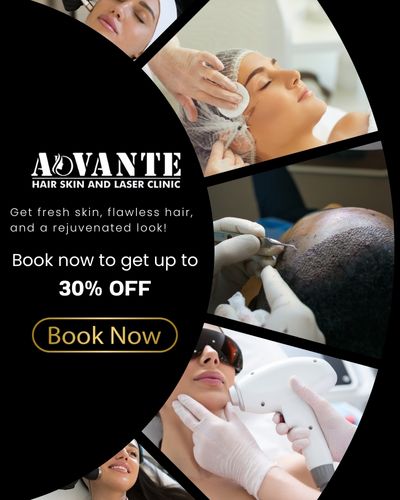 ADVANTE
HAIR SKIN AND LASER CLINIC
Get fresh skin, flawless hair,
and a rejuvenated look!
Book now to get up to
30% OFF
Book Now